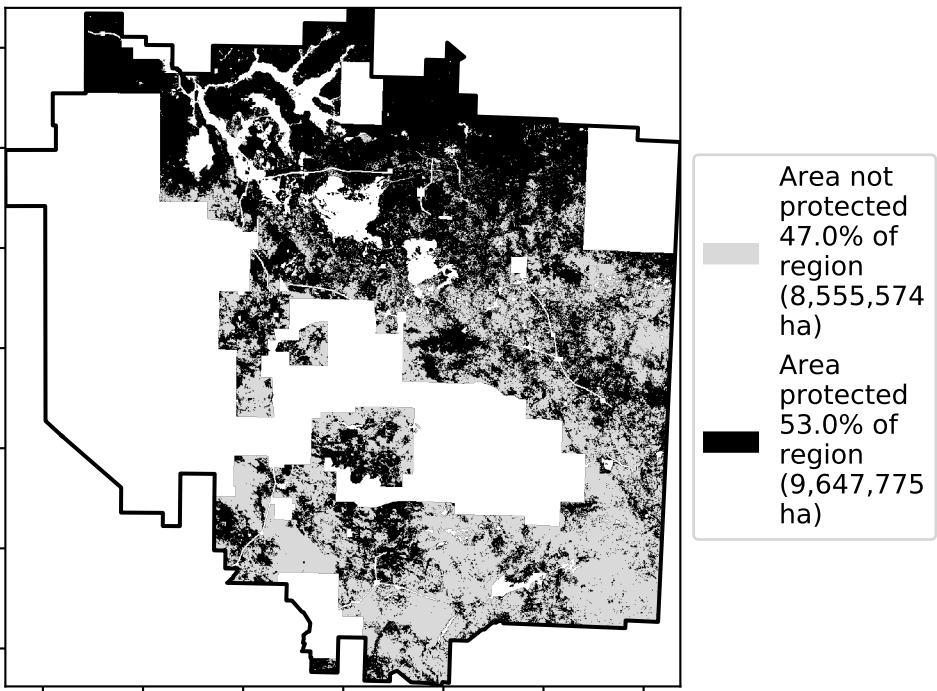 Area not
protected
47.0% of
region
(8,555,574
ha)
Area
protected
53.0% of
region
(9,647,775
ha)